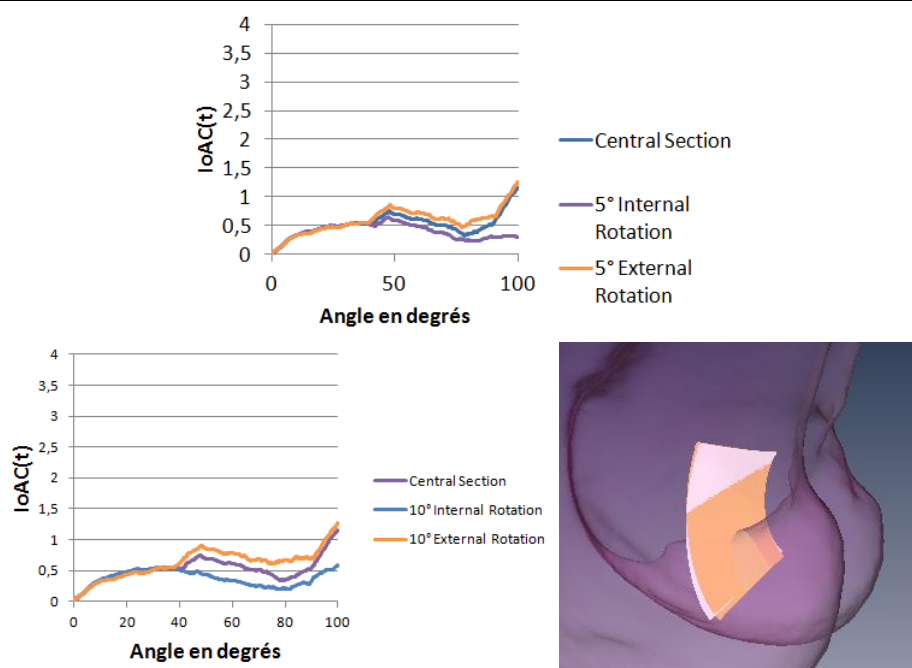 4
3,5
3
2,5
2
1,5
1
0,5
0
IoAC(t)
0 50 100
Angle en degrés
Central Section
5° Internal
Rotation
5° External
Rotation
4
3,5
3
2,5
2
1,5
1
0,5
0
IoAC(t)
0 20 40 60 80 100
Angle en degrés
Central Section
10° Internal Rotation
10° External Rotation